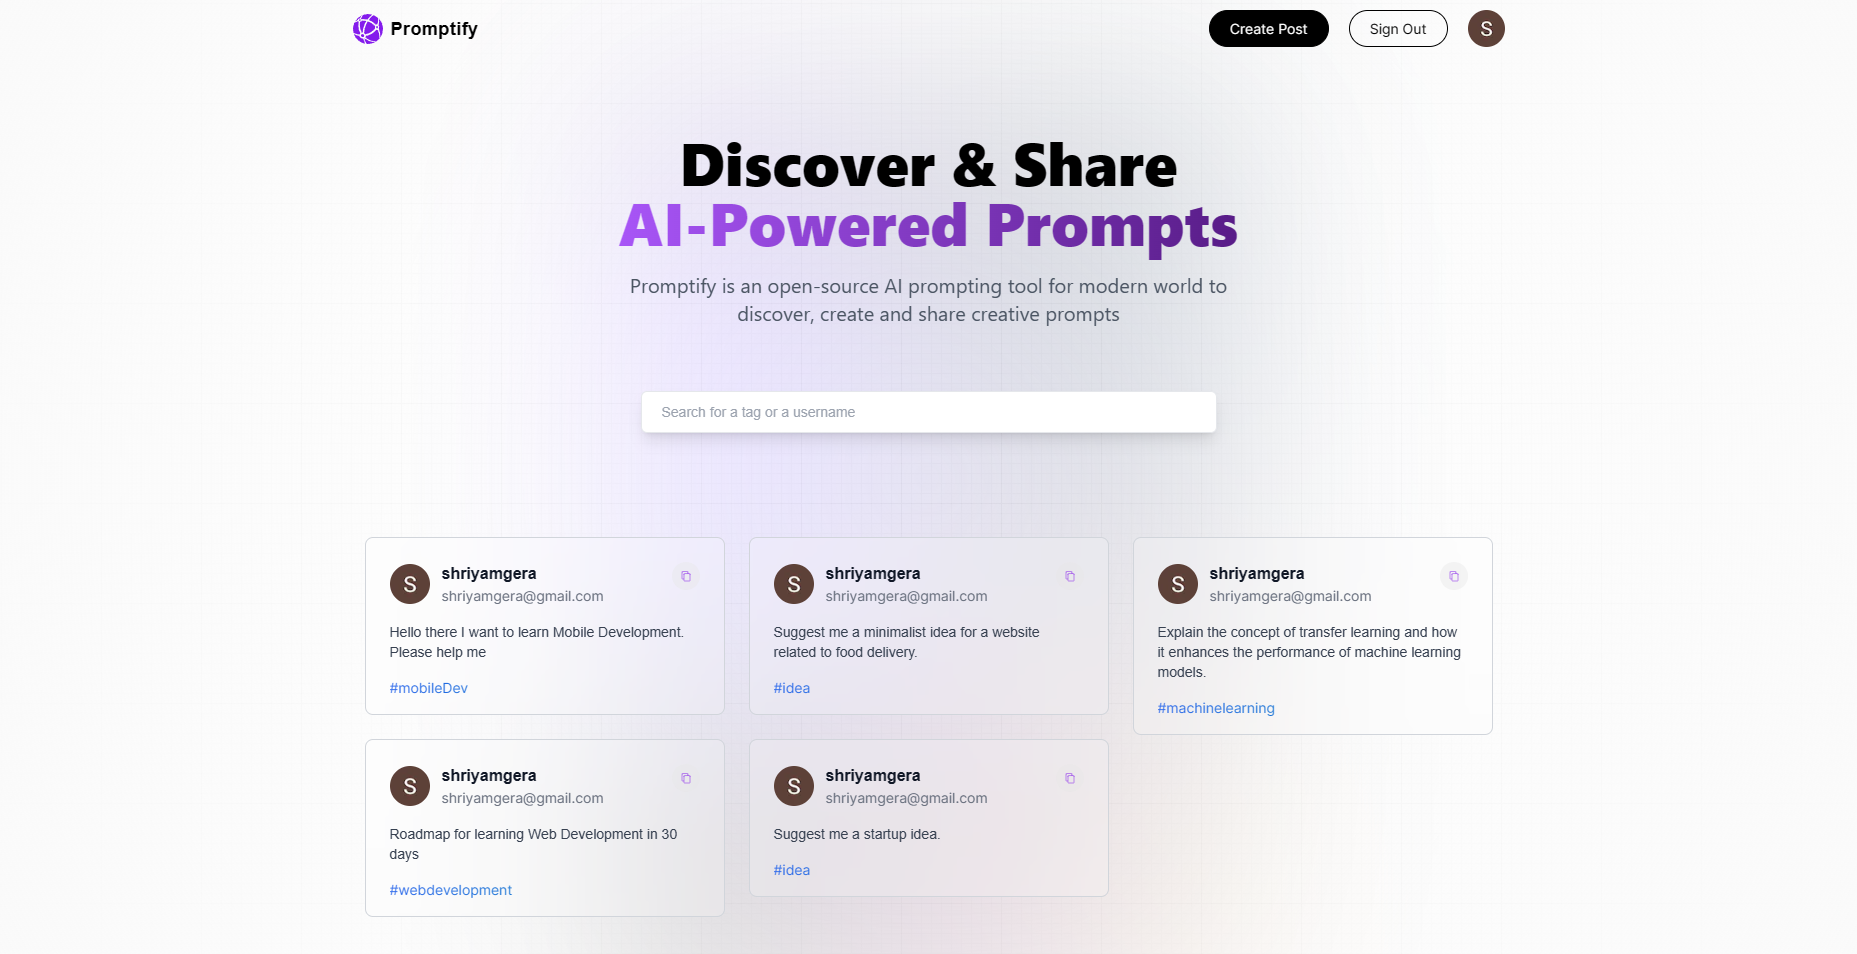 Promptify
Create Post
Sign Out
S
Discover & Share
AI-Powered Prompts
Promptify is an open-source AI prompting tool for modern world to
discover, create and share creative prompts
Search for a tag or a username
S
shriyamgera
shriyamgera@gmail.com
Hello there I want to learn Mobile Development.
Please help me
#mobileDev
S
shriyamgera
shriyamgera@gmail.com
Suggest me a minimalist idea for a website
related to food delivery.
#idea
S
shriyamgera
shriyamgera@gmail.com
Explain the concept of transfer learning and how
it enhances the performance of machine learning
models.
#machinelearning
S
shriyamgera
shriyamgera@gmail.com
Roadmap for learning Web Development in 30
days
#webdevelopment
S
shriyamgera
shriyamgera@gmail.com
Suggest me a startup idea.
#idea